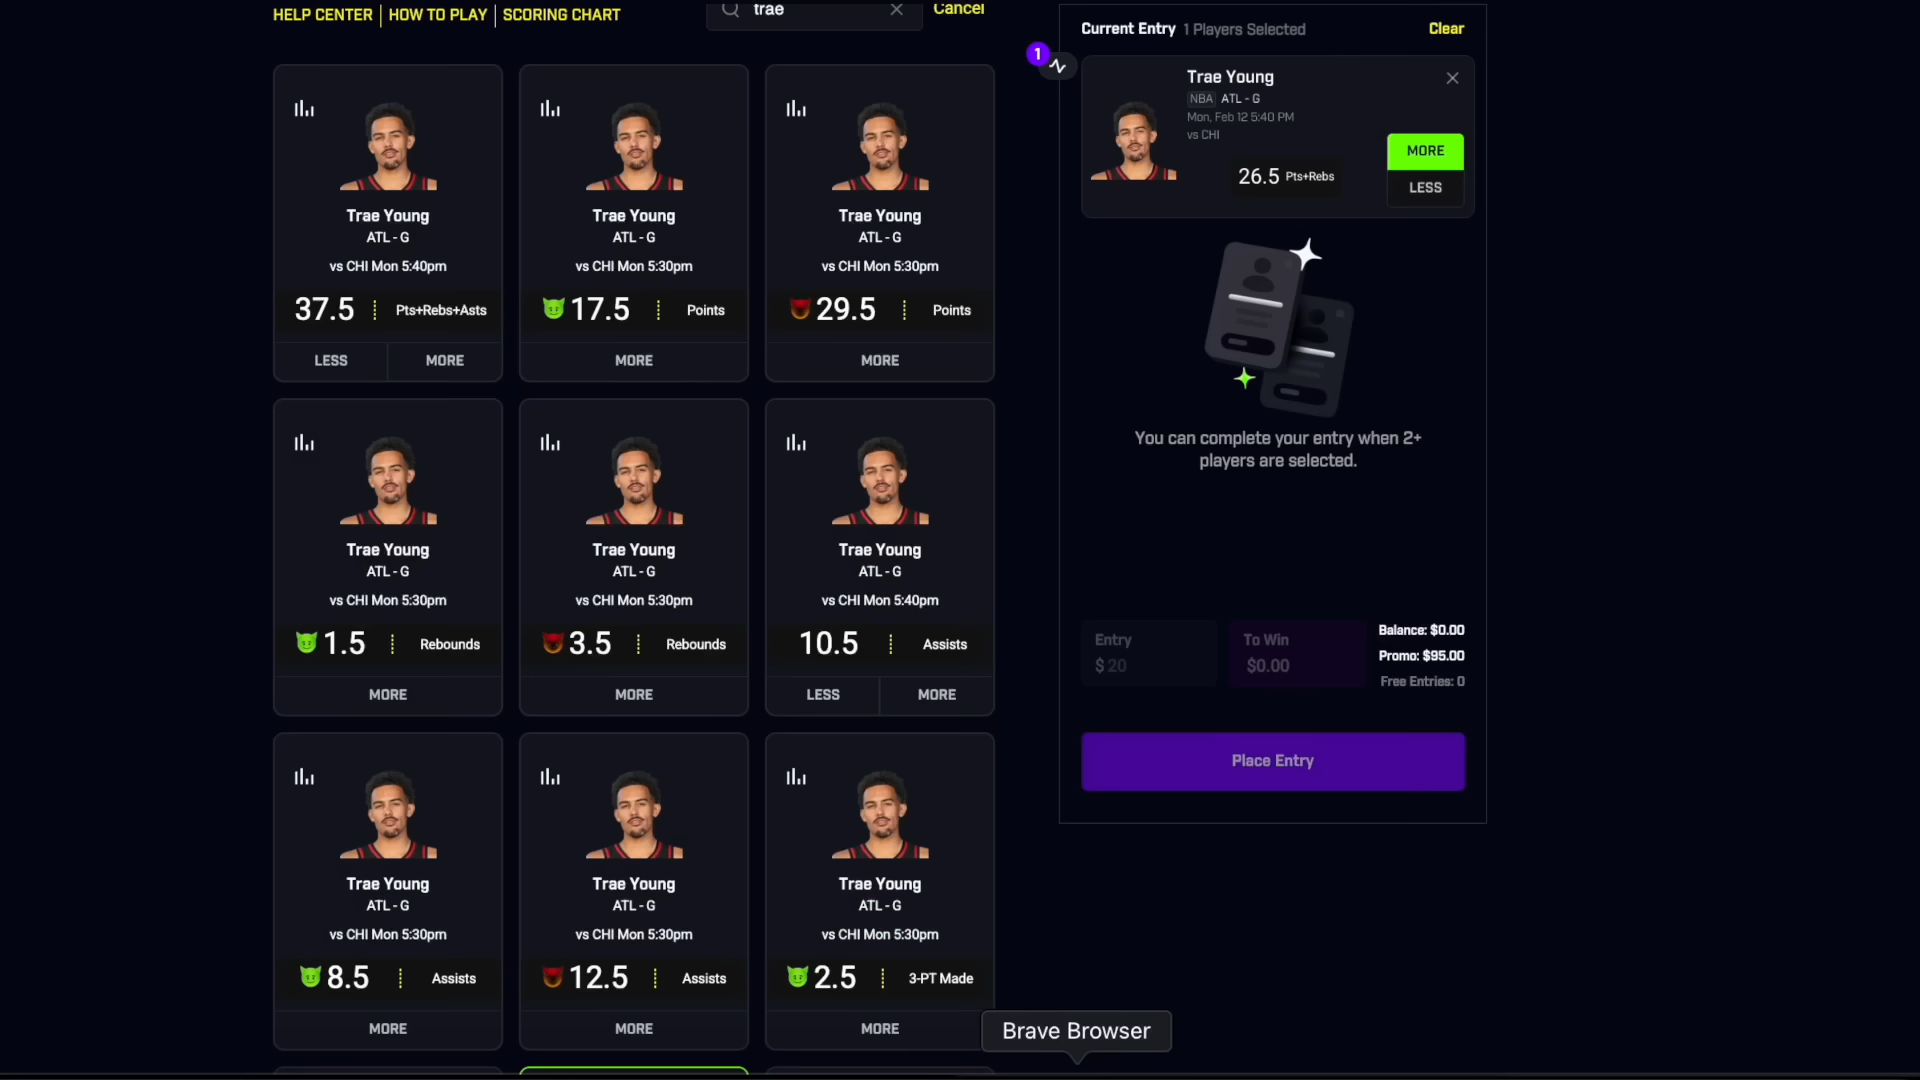 HELP CENTER | HOW TO PLAY | SCORING CHART
trae
Cancel
Trae Young
ATL - G
vs CHI Mon 5:40pm
37.5
Pts+Rebs+Asts
LESS
MORE
Trae Young
ATL - G
vs CHI Mon 5:30pm
17.5
Points
MORE
Trae Young
ATL - G
vs CHI Mon 5:30pm
29.5
Points
MORE
Trae Young
ATL - G
vs CHI Mon 5:30pm
1.5
Rebounds
MORE
Trae Young
ATL - G
vs CHI Mon 5:30pm
3.5
Rebounds
MORE
Trae Young
ATL - G
vs CHI Mon 5:40pm
10.5
Assists
LESS
MORE
Trae Young
ATL - G
vs CHI Mon 5:30pm
8.5
Assists
MORE
Trae Young
ATL - G
vs CHI Mon 5:30pm
12.5
Assists
MORE
Trae Young
ATL - G
vs CHI Mon 5:30pm
2.5
3-PT Made
MORE
Current Entry 1 Players Selected
Clear
1
Trae Young
NBA ATL - G
Mon, Feb 12 5:40 PM
vs CHI
26.5 Pts+Rebs
MORE
LESS
You can complete your entry when 2+
players are selected.
Entry
$ 20
To Win
$0.00
Balance: $0.00
Promo: $95.00
Free Entries: 0
Place Entry
Brave Browser